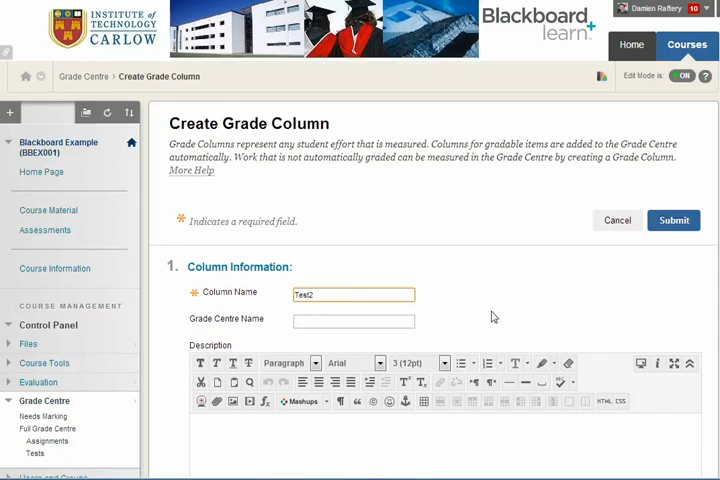 INSTITUTE of
TECHNOLOGY
CARLOW
Blackboard
learn+
Damien Raftery 10
Home Courses
Grade Centre > Create Grade Column
Edit Mode is: ON ?
Blackboard Example
(BBEX001)
Home Page
Course Material
Assessments
Course Information
COURSE MANAGEMENT
Control Panel
Files
Course Tools
Evaluation
Grade Centre
Needs Marking
Full Grade Centre
Assignments
Tests
Users and Groups
Create Grade Column
Grade Columns represent any student effort that is measured. Columns for gradable items are added to the Grade Centre
automatically. Work that is not automatically graded can be measured in the Grade Centre by creating a Grade Column.
More Help
* Indicates a required field.
Cancel Submit
1. Column Information:
* Column Name Test2
Grade Centre Name
Description
T T T T Paragraph Arial 3 (12pt) T
Mashups HTML CSS